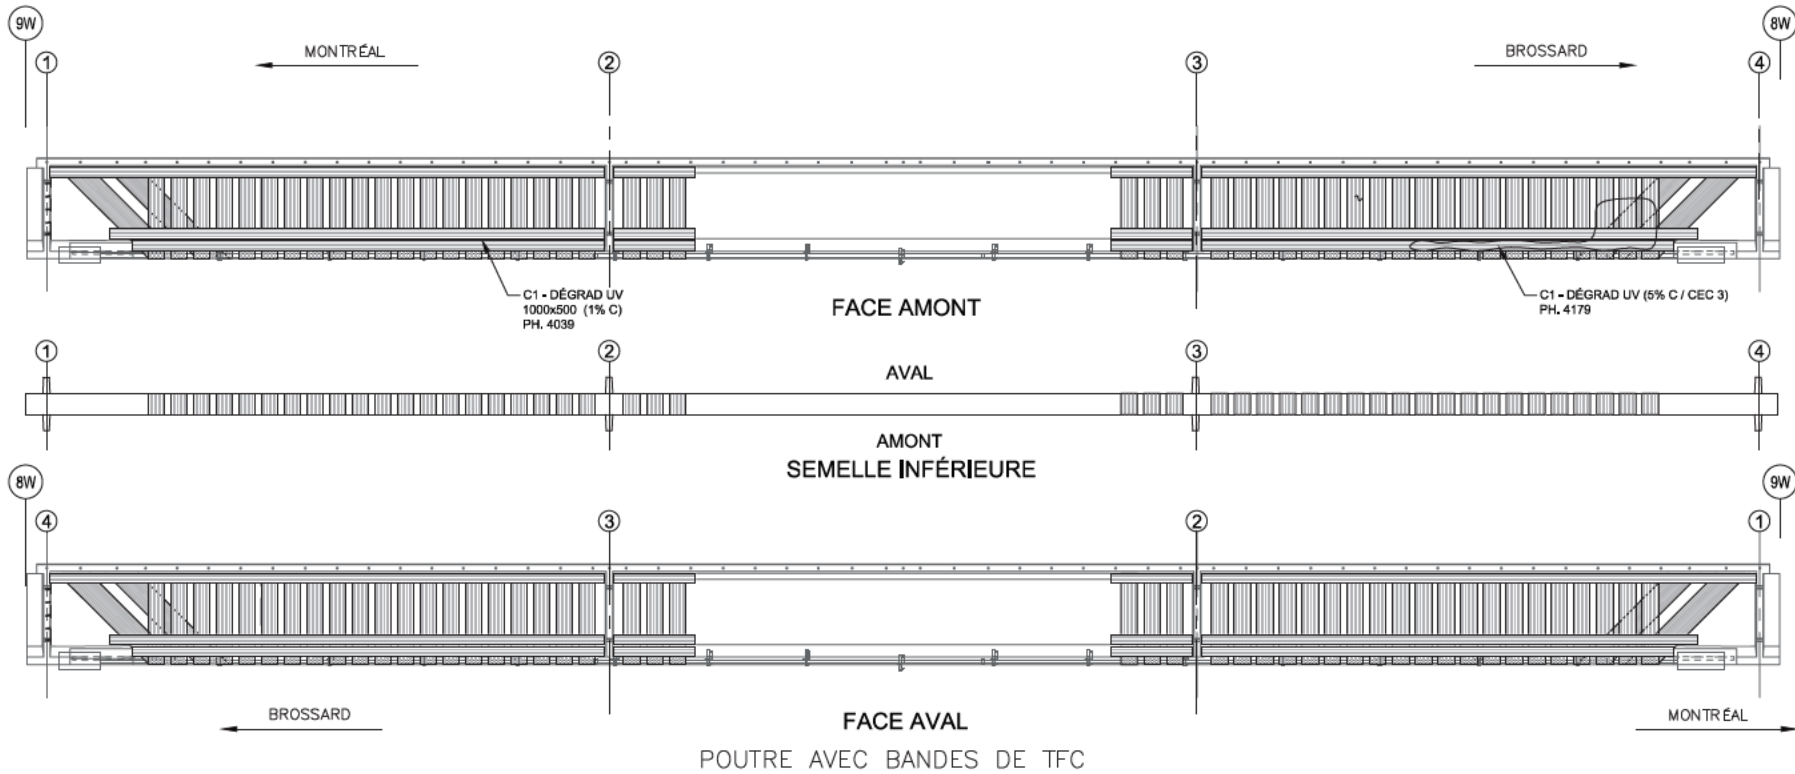 9W
8W
MONTRÉAL
BROSSARD
1
2
3
4
C1 - DÉGRAD UV
1000x500 (1% C)
PH. 4039
FACE AMONT
C1 - DÉGRAD UV (5% C / CEC 3)
PH. 4179
1
2
3
4
AVAL
AMONT
SEMELLE INFÉRIEURE
8W
9W
4
3
2
1
BROSSARD
FACE AVAL
MONTRÉAL
POUTRE AVEC BANDES DE TFC